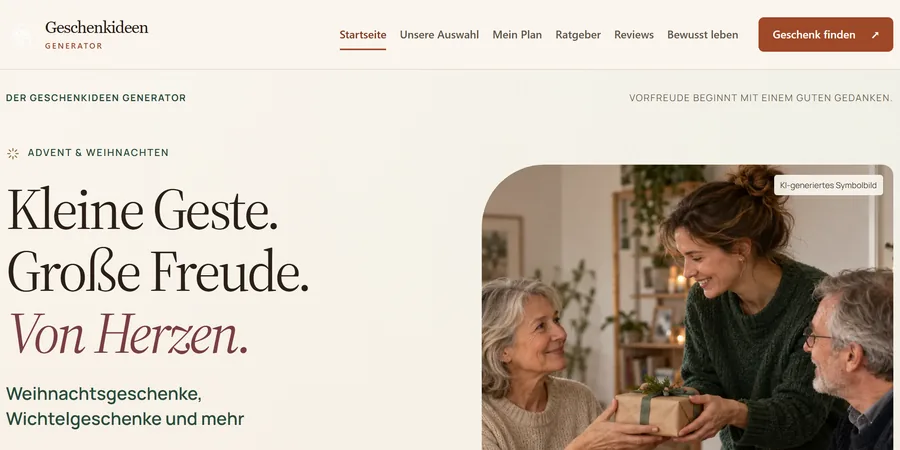 Geschenkideen
GENERATOR
Startseite
Unsere Auswahl
Mein Plan
Ratgeber
Reviews
Bewusst leben
Geschenk finden ↗
DER GESCHENKIDEEN GENERATOR
VORFREUDE BEGINNT MIT EINEM GUTEN GEDANKEN.
ADVENT & WEIHNACHTEN
KI-generiertes Symbolbild
Kleine Geste.
Große Freude.
Von Herzen.
Weihnachtsgeschenke,
Wichtelgeschenke und mehr